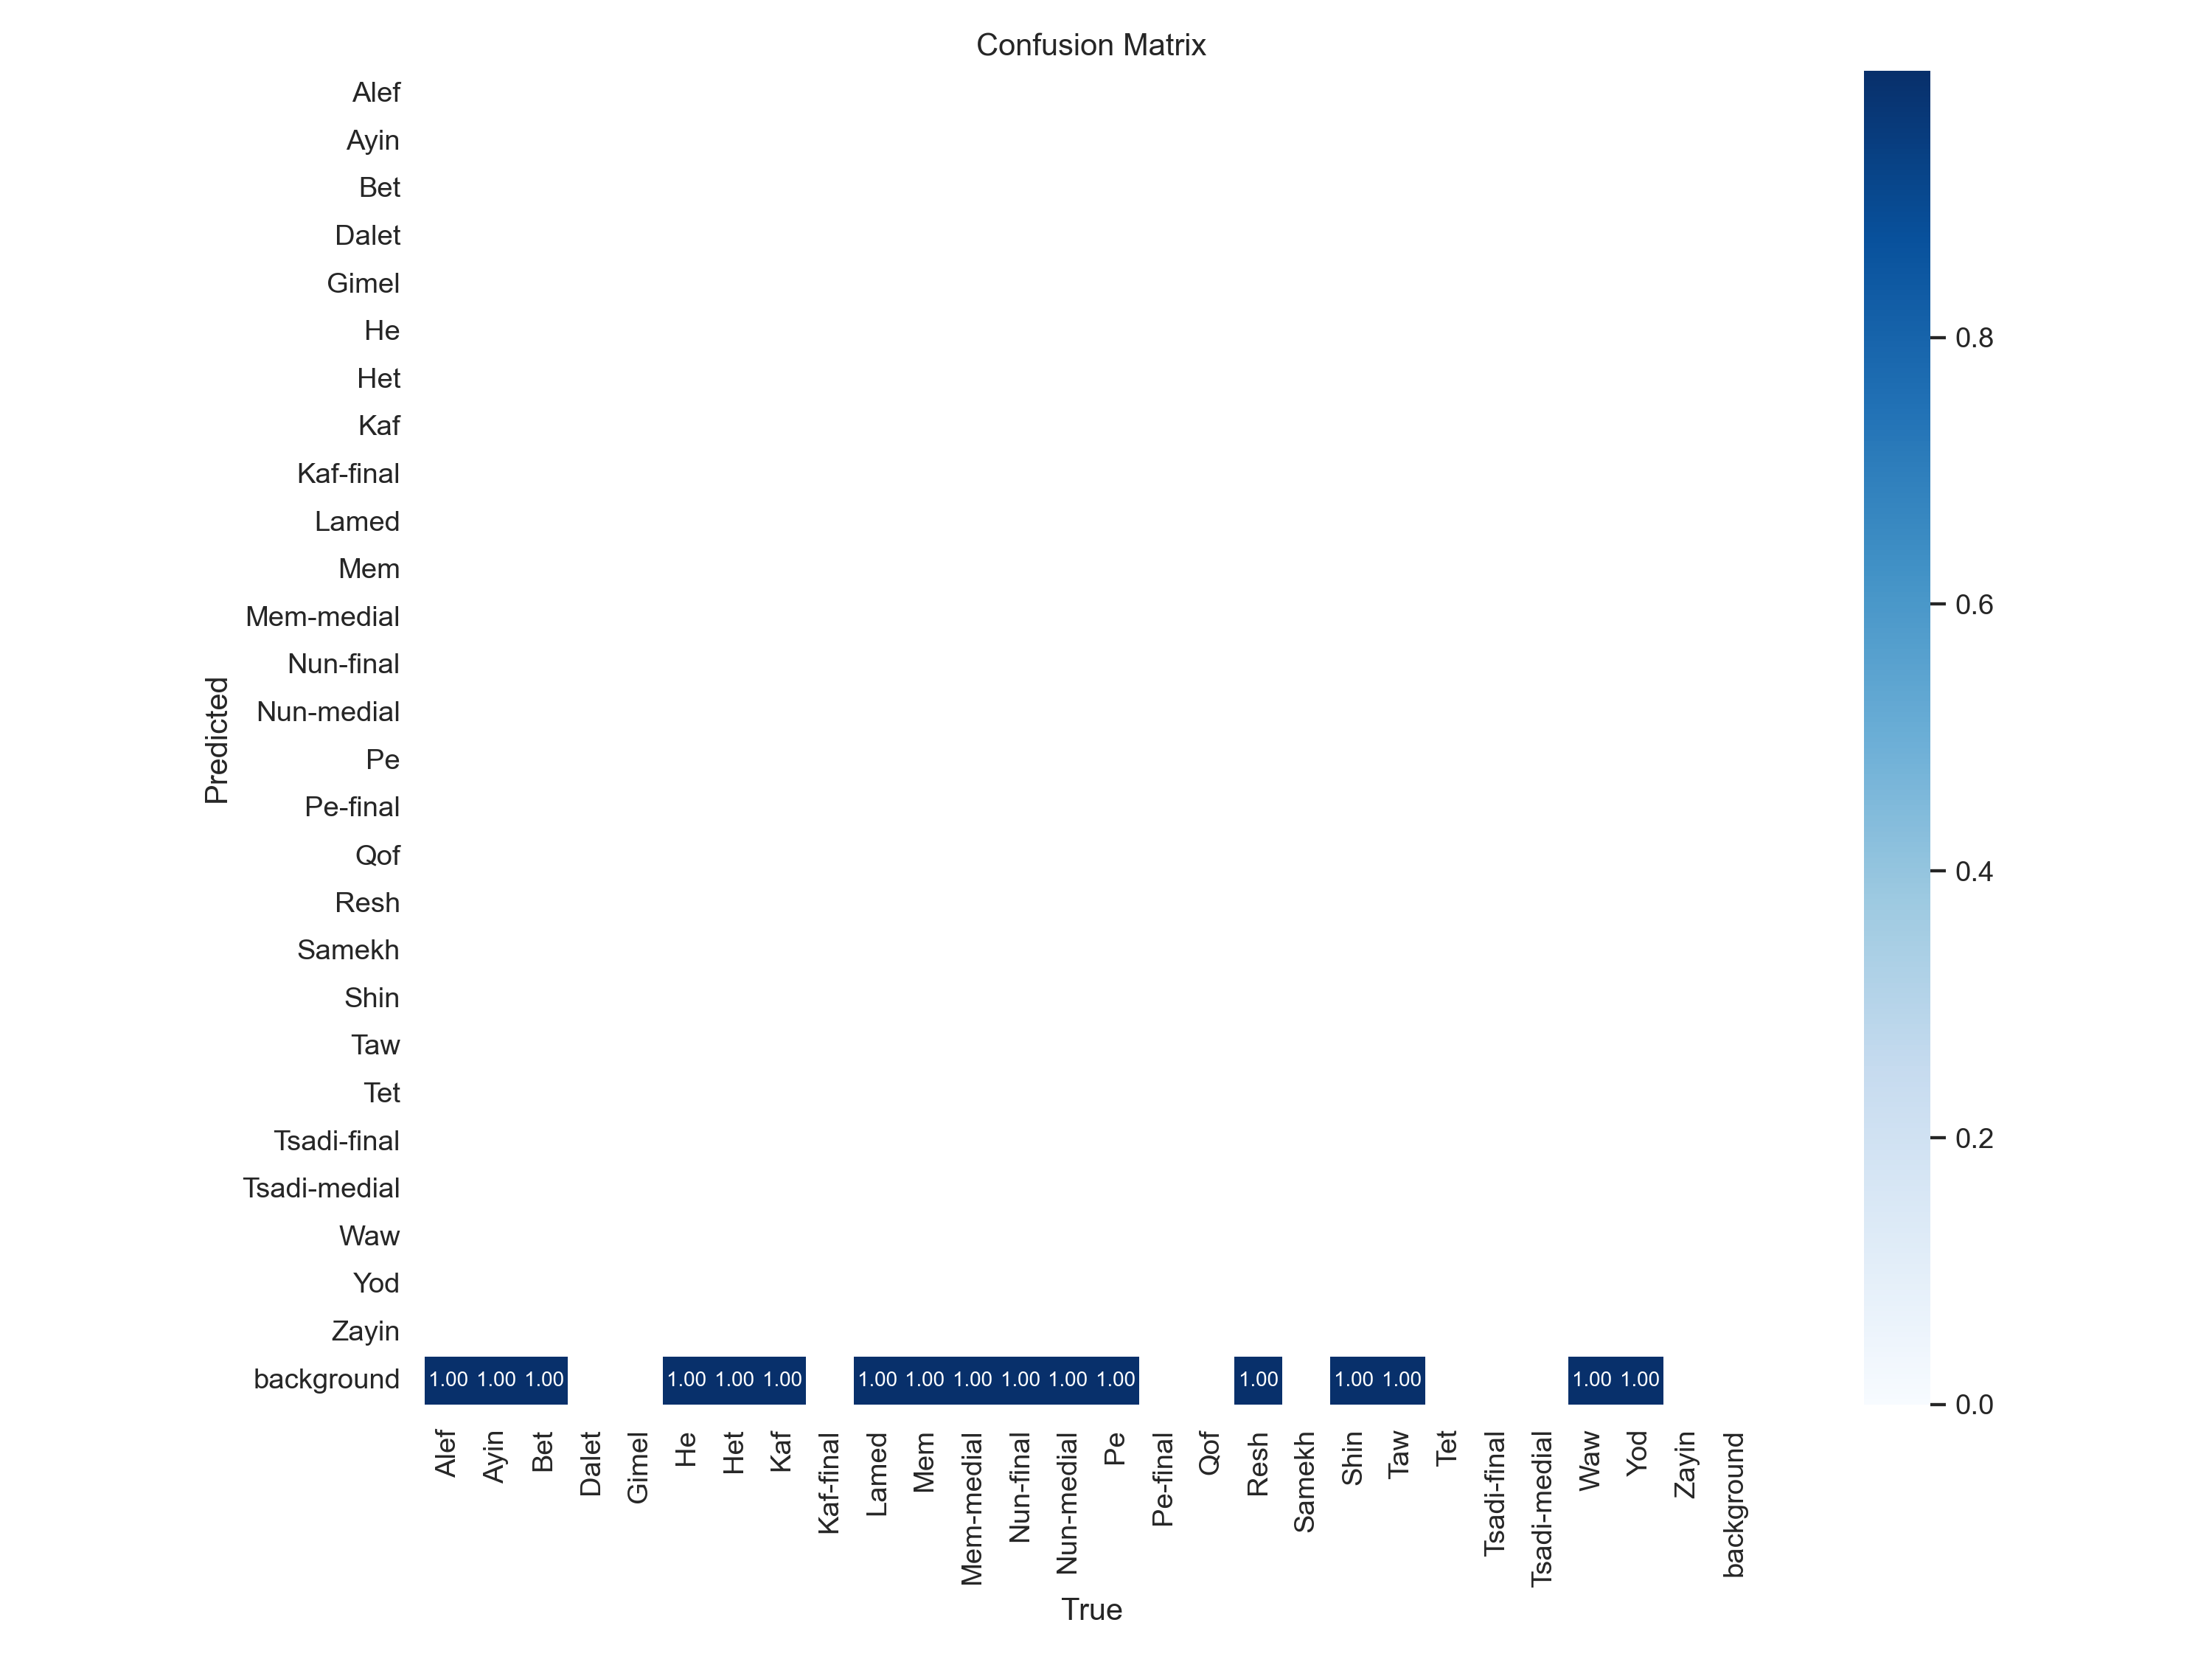 Confusion Matrix
Alef
Ayin
Bet
Dalet
Gimel
He
Het
Kaf
Kaf-final
Lamed
Mem
Mem-medial
Nun-final
Nun-medial
Pe
Pe-final
Qof
Resh
Samekh
Shin
Taw
Tet
Tsadi-final
Tsadi-medial
Waw
Yod
Zayin
background
Predicted
1.00 1.00 1.00 1.00 1.00 1.00 1.00 1.00 1.00 1.00 1.00 1.00 1.00 1.00 1.00 1.00 1.00
Alef
Ayin
Bet
Dalet
Gimel
He
Het
Kaf
Kaf-final
Lamed
Mem
Mem-medial
Nun-final
Nun-medial
Pe
Pe-final
Qof
Resh
Samekh
Shin
Taw
Tet
Tsadi-final
Tsadi-medial
Waw
Yod
Zayin
background
True
0.8
0.6
0.4
0.2
0.0